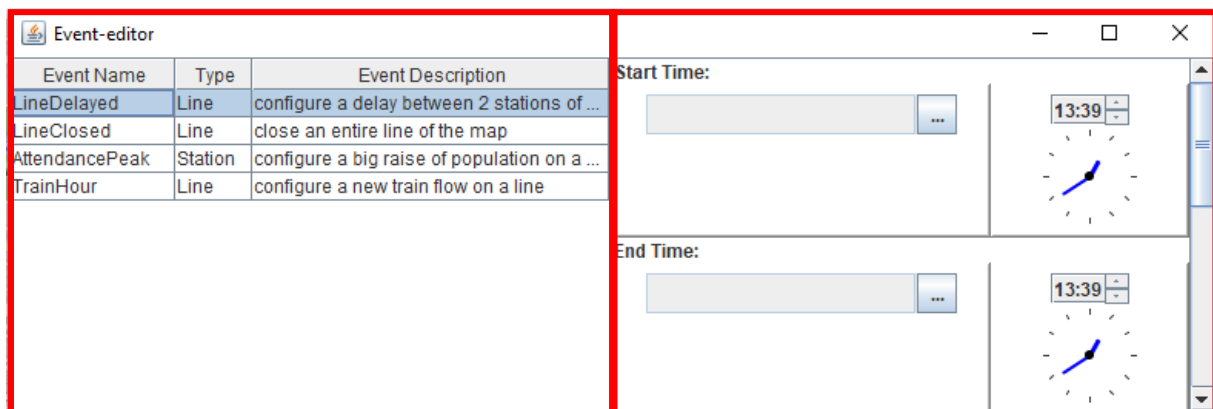 Event-editor
Event Name Type Event Description
LineDelayed Line configure a delay between 2 stations of ...
LineClosed Line close an entire line of the map
AttendancePeak Station configure a big raise of population on a ...
TrainHour Line configure a new train flow on a line
Start Time:
...
13:39
End Time:
...
13:39